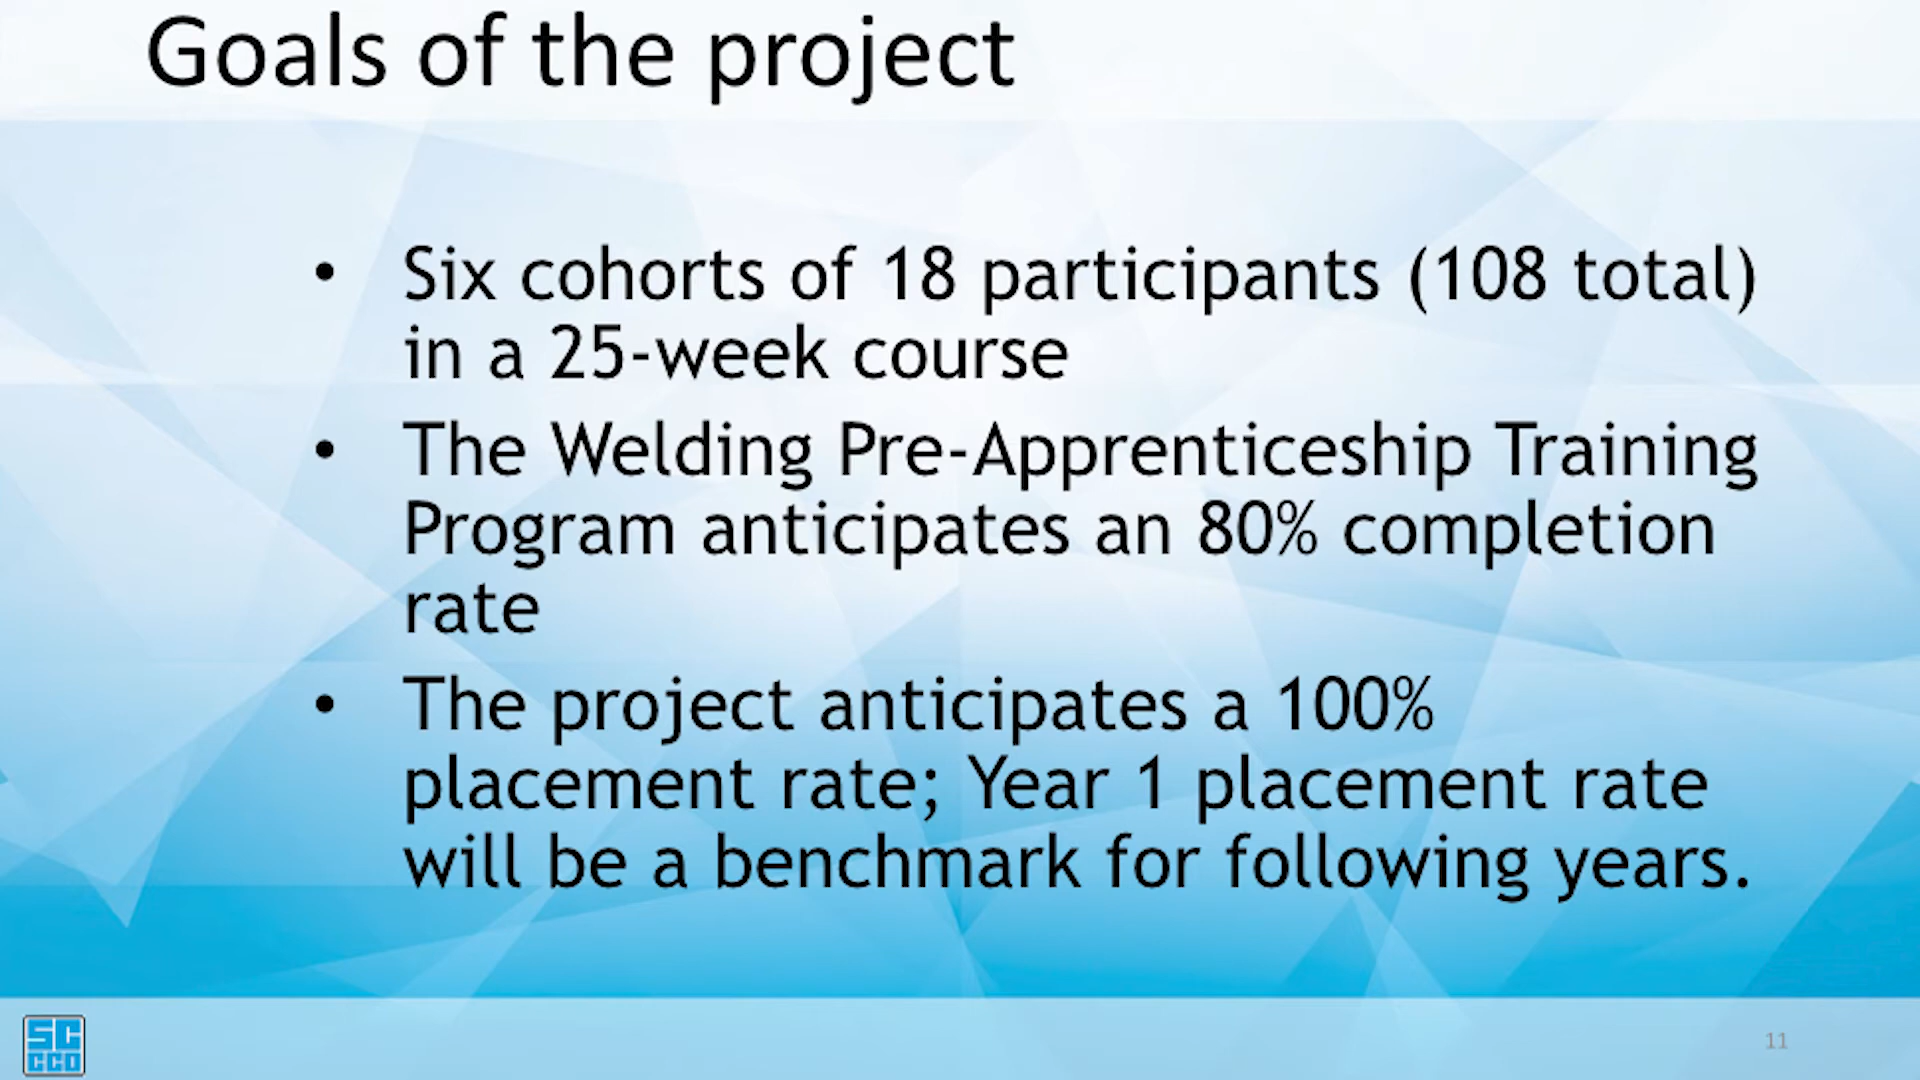 Goals of the project
• Six cohorts of 18 participants (108 total)
in a 25-week course
• The Welding Pre-Apprenticeship Training
Program anticipates an 80% completion
rate
• The project anticipates a 100%
placement rate; Year 1 placement rate
will be a benchmark for following years.
SC
CCD
11